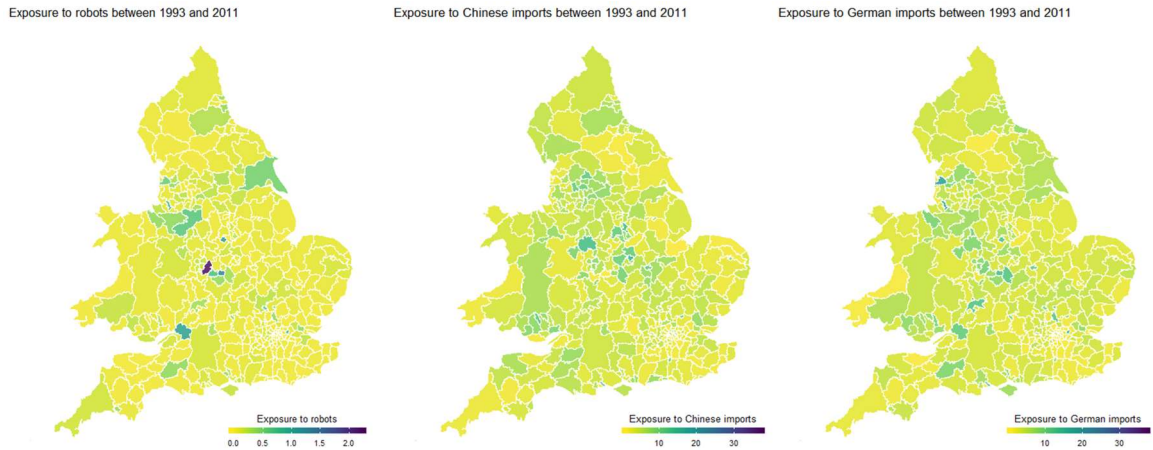 Exposure to robots between 1993 and 2011
Exposure to Chinese imports between 1993 and 2011
Exposure to German imports between 1993 and 2011
Exposure to robots
0.0 0.5 1.0 1.5 2.0
Exposure to Chinese imports
10 20 30
Exposure to German imports
10 20 30